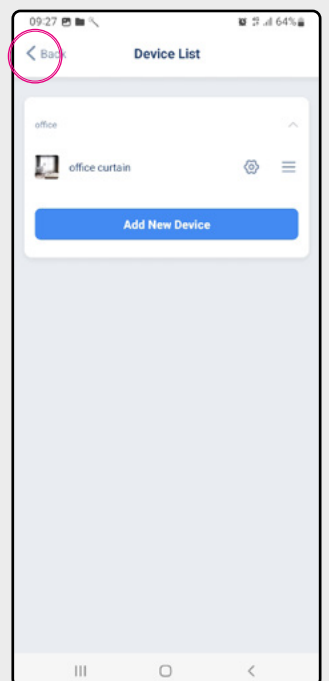 09:27 64%
Back Device List
office
office curtain
Add New Device